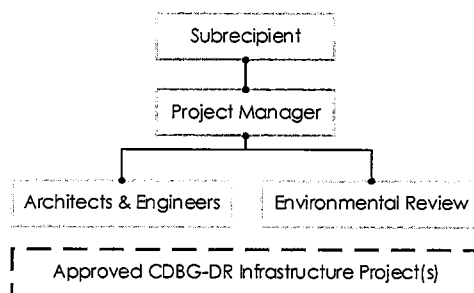 Subrecipient
Project Manager
Architects & Engineers
Environmental Review
Approved CDBG-DR Infrastructure Project(s)